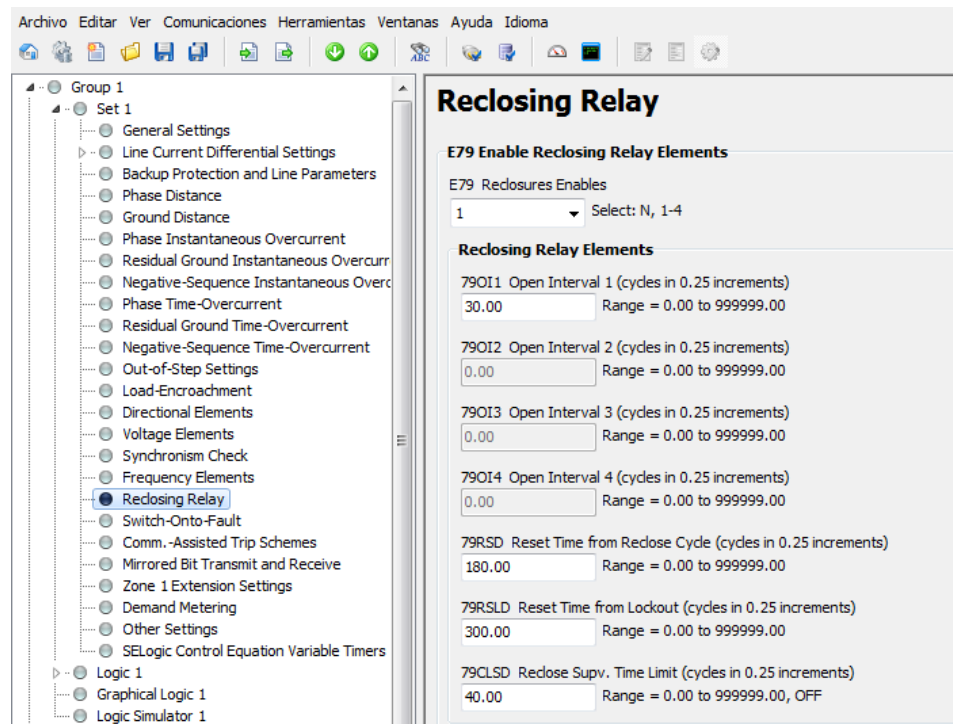 Archivo Editar Ver Comunicaciones Herramientas Ventanas Ayuda Idioma
ABC
Group 1
Set 1
General Settings
Line Current Differential Settings
Backup Protection and Line Parameters
Phase Distance
Ground Distance
Phase Instantaneous Overcurrent
Residual Ground Instantaneous Overcurr
Negative-Sequence Instantaneous Overc
Phase Time-Overcurrent
Residual Ground Time-Overcurrent
Negative-Sequence Time-Overcurrent
Out-of-Step Settings
Load-Encroachment
Directional Elements
Voltage Elements
Synchronism Check
Frequency Elements
Reclosing Relay
Switch-Onto-Fault
Comm.-Assisted Trip Schemes
Mirrored Bit Transmit and Receive
Zone 1 Extension Settings
Demand Metering
Other Settings
SELogic Control Equation Variable Timers
Logic 1
Graphical Logic 1
Logic Simulator 1
Reclosing Relay
E79 Enable Reclosing Relay Elements
E79 Reclosures Enables
1 Select: N, 1-4
Reclosing Relay Elements
79OI1 Open Interval 1 (cycles in 0.25 increments)
30.00 Range = 0.00 to 999999.00
79OI2 Open Interval 2 (cycles in 0.25 increments)
0.00 Range = 0.00 to 999999.00
79OI3 Open Interval 3 (cycles in 0.25 increments)
0.00 Range = 0.00 to 999999.00
79OI4 Open Interval 4 (cycles in 0.25 increments)
0.00 Range = 0.00 to 999999.00
79RSD Reset Time from Reclose Cycle (cycles in 0.25 increments)
180.00 Range = 0.00 to 999999.00
79RSLD Reset Time from Lockout (cycles in 0.25 increments)
300.00 Range = 0.00 to 999999.00
79CLSD Reclose Supv. Time Limit (cycles in 0.25 increments)
40.00 Range = 0.00 to 999999.00, OFF